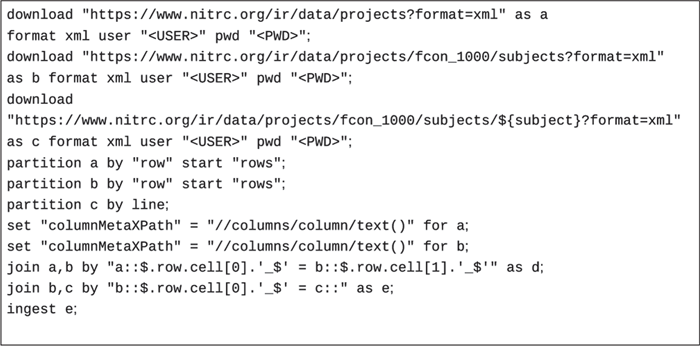 download "https://www.nitrc.org/ir/data/projects?format=xml" as a
format xml user "<USER>" pwd "<PWD>";
download "https://www.nitrc.org/ir/data/projects/fcon_1000/subjects?format=xml"
as b format xml user "<USER>" pwd "<PWD>";
download
"https://www.nitrc.org/ir/data/projects/fcon_1000/subjects/${subject}?format=xml"
as c format xml user "<USER>" pwd "<PWD>";
partition a by "row" start "rows";
partition b by "row" start "rows";
partition c by line;
set "columnMetaXPath" = "//columns/column/text()" for a;
set "columnMetaXPath" = "//columns/column/text()" for b;
join a,b by "a::$.row.cell[0].'_$' = b::$.row.cell[1].'_$'" as d;
join b,c by "b::$.row.cell[0].'_$' = c::" as e;
ingest e;